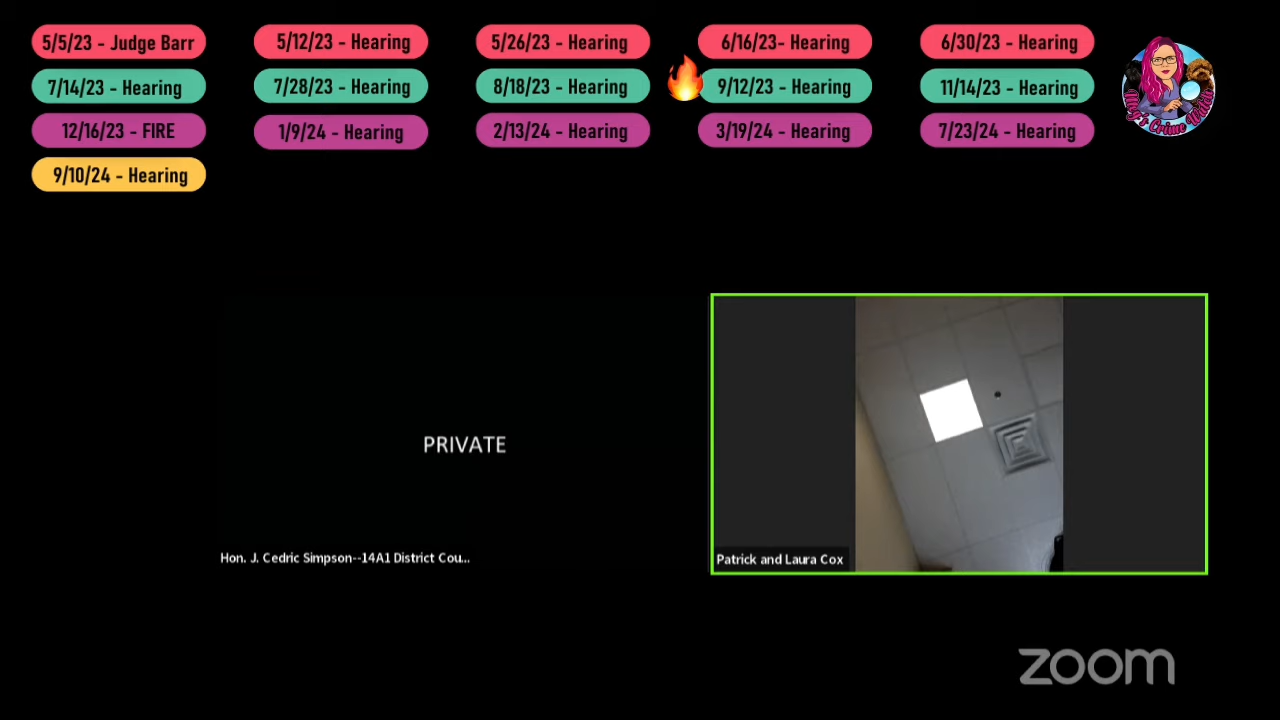 5/5/23 - Judge Barr
5/12/23 - Hearing
5/26/23 - Hearing
6/16/23- Hearing
6/30/23 - Hearing
7/14/23 - Hearing
7/28/23 - Hearing
8/18/23 - Hearing
9/12/23 - Hearing
11/14/23 - Hearing
12/16/23 - FIRE
1/9/24 - Hearing
2/13/24 - Hearing
3/19/24 - Hearing
7/23/24 - Hearing
9/10/24 - Hearing
PRIVATE
Hon. J. Cedric Simpson--14A1 District Cou...
Patrick and Laura Cox
zoom